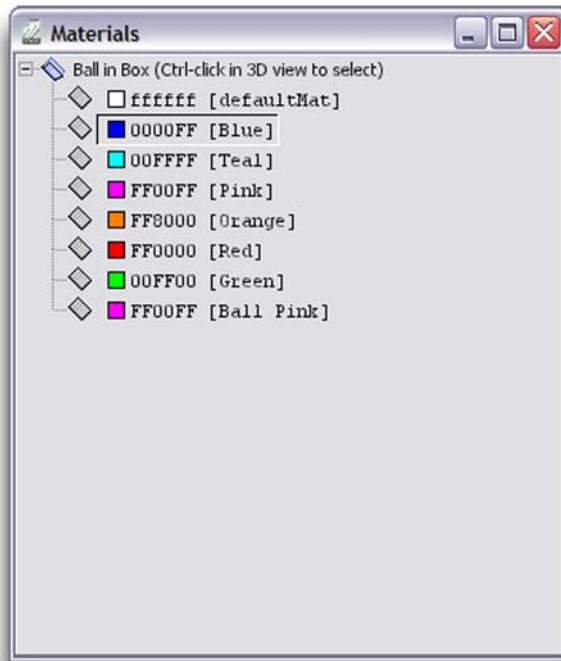 Materials
Ball in Box (Ctrl-click in 3D view to select)
ffffff [defaultMat]
0000FF [Blue]
00FFFF [Teal]
FF00FF [Pink]
FF8000 [Orange]
FF0000 [Red]
00FF00 [Green]
FF00FF [Ball Pink]